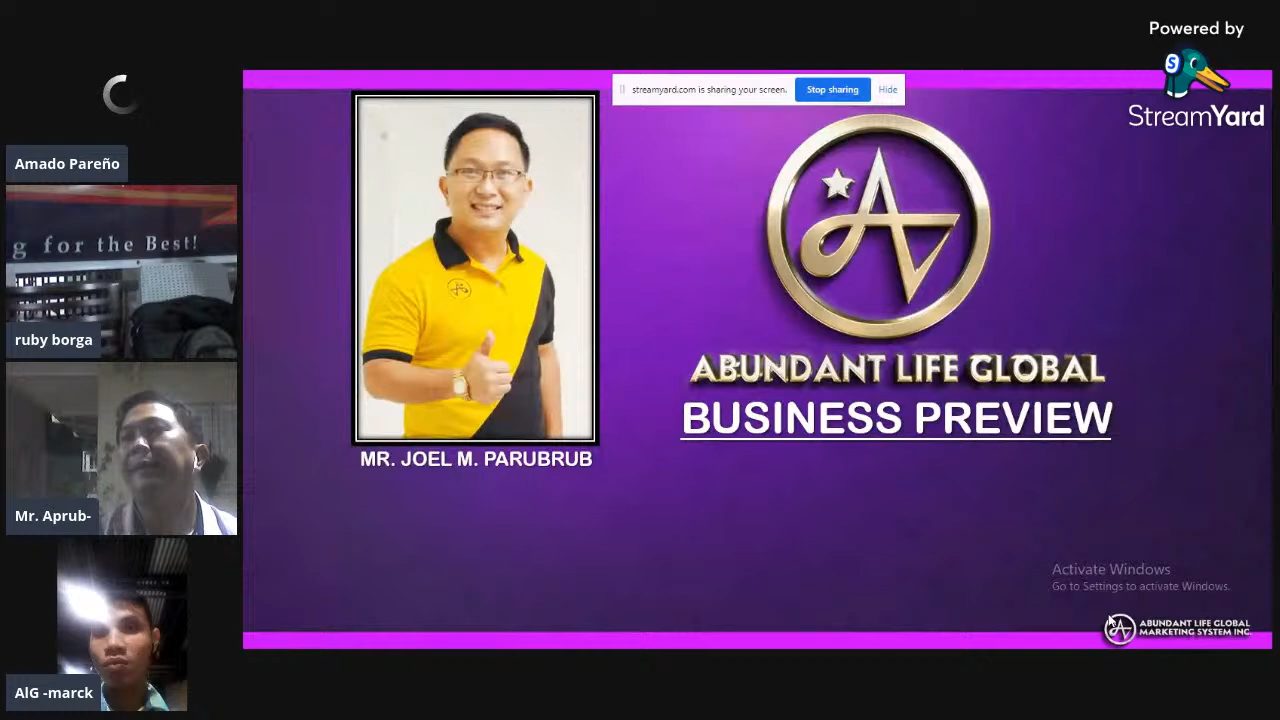 Powered by
StreamYard
streamyard.com is sharing your screen.
Stop sharing
Hide
Amado Pareño
g for the Best!
ruby borga
Mr. Aprub-
AlG -marck
MR. JOEL M. PARUBRUB
ABUNDANT LIFE GLOBAL
BUSINESS PREVIEW
Activate Windows
Go to Settings to activate Windows.
ABUNDANT LIFE GLOBAL
MARKETING SYSTEM INC.